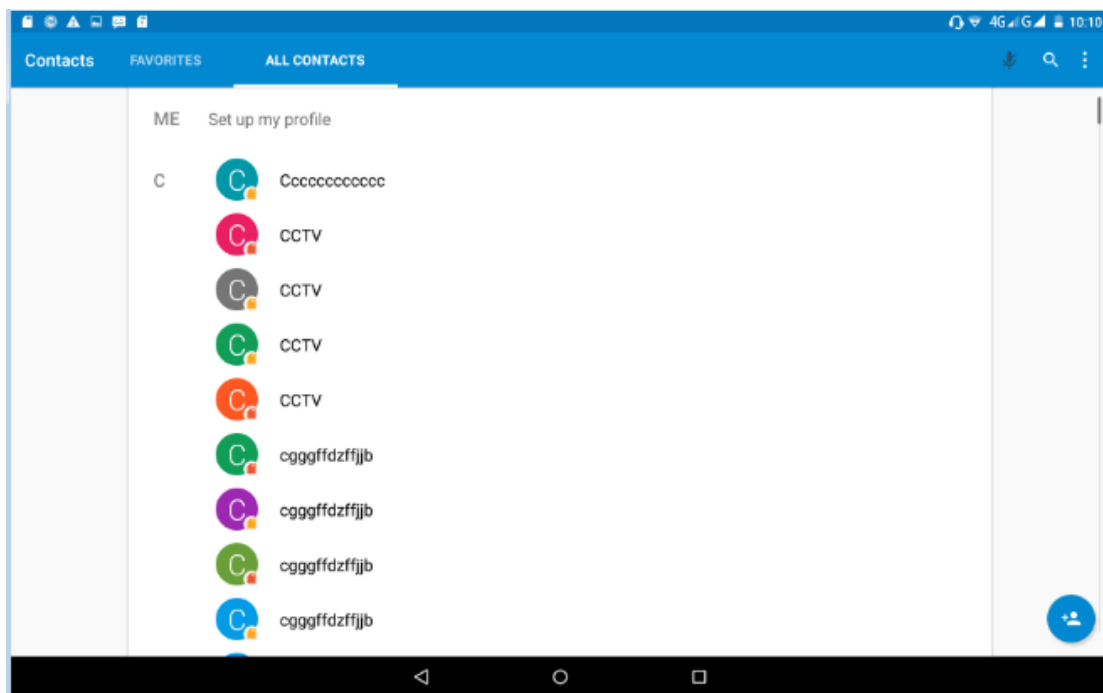 4G G 10:10
Contacts FAVORITES ALL CONTACTS
ME Set up my profile
C C Cccccccccccc
C CCTV
C CCTV
C CCTV
C CCTV
C cgggffdzffjjb
C cgggffdzffjjb
C cgggffdzffjjb
C cgggffdzffjjb